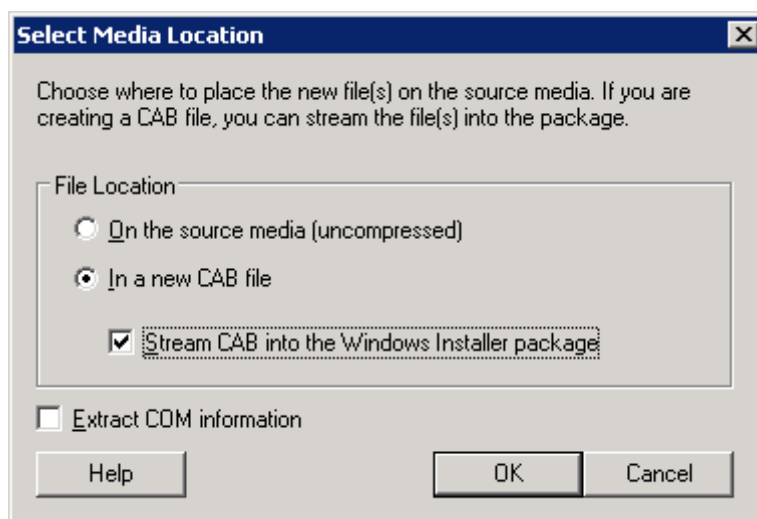 Select Media Location
Choose where to place the new file(s) on the source media. If you are
creating a CAB file, you can stream the file(s) into the package.
File Location
On the source media (uncompressed)
In a new CAB file
Stream CAB into the Windows Installer package
Extract COM information
Help OK Cancel